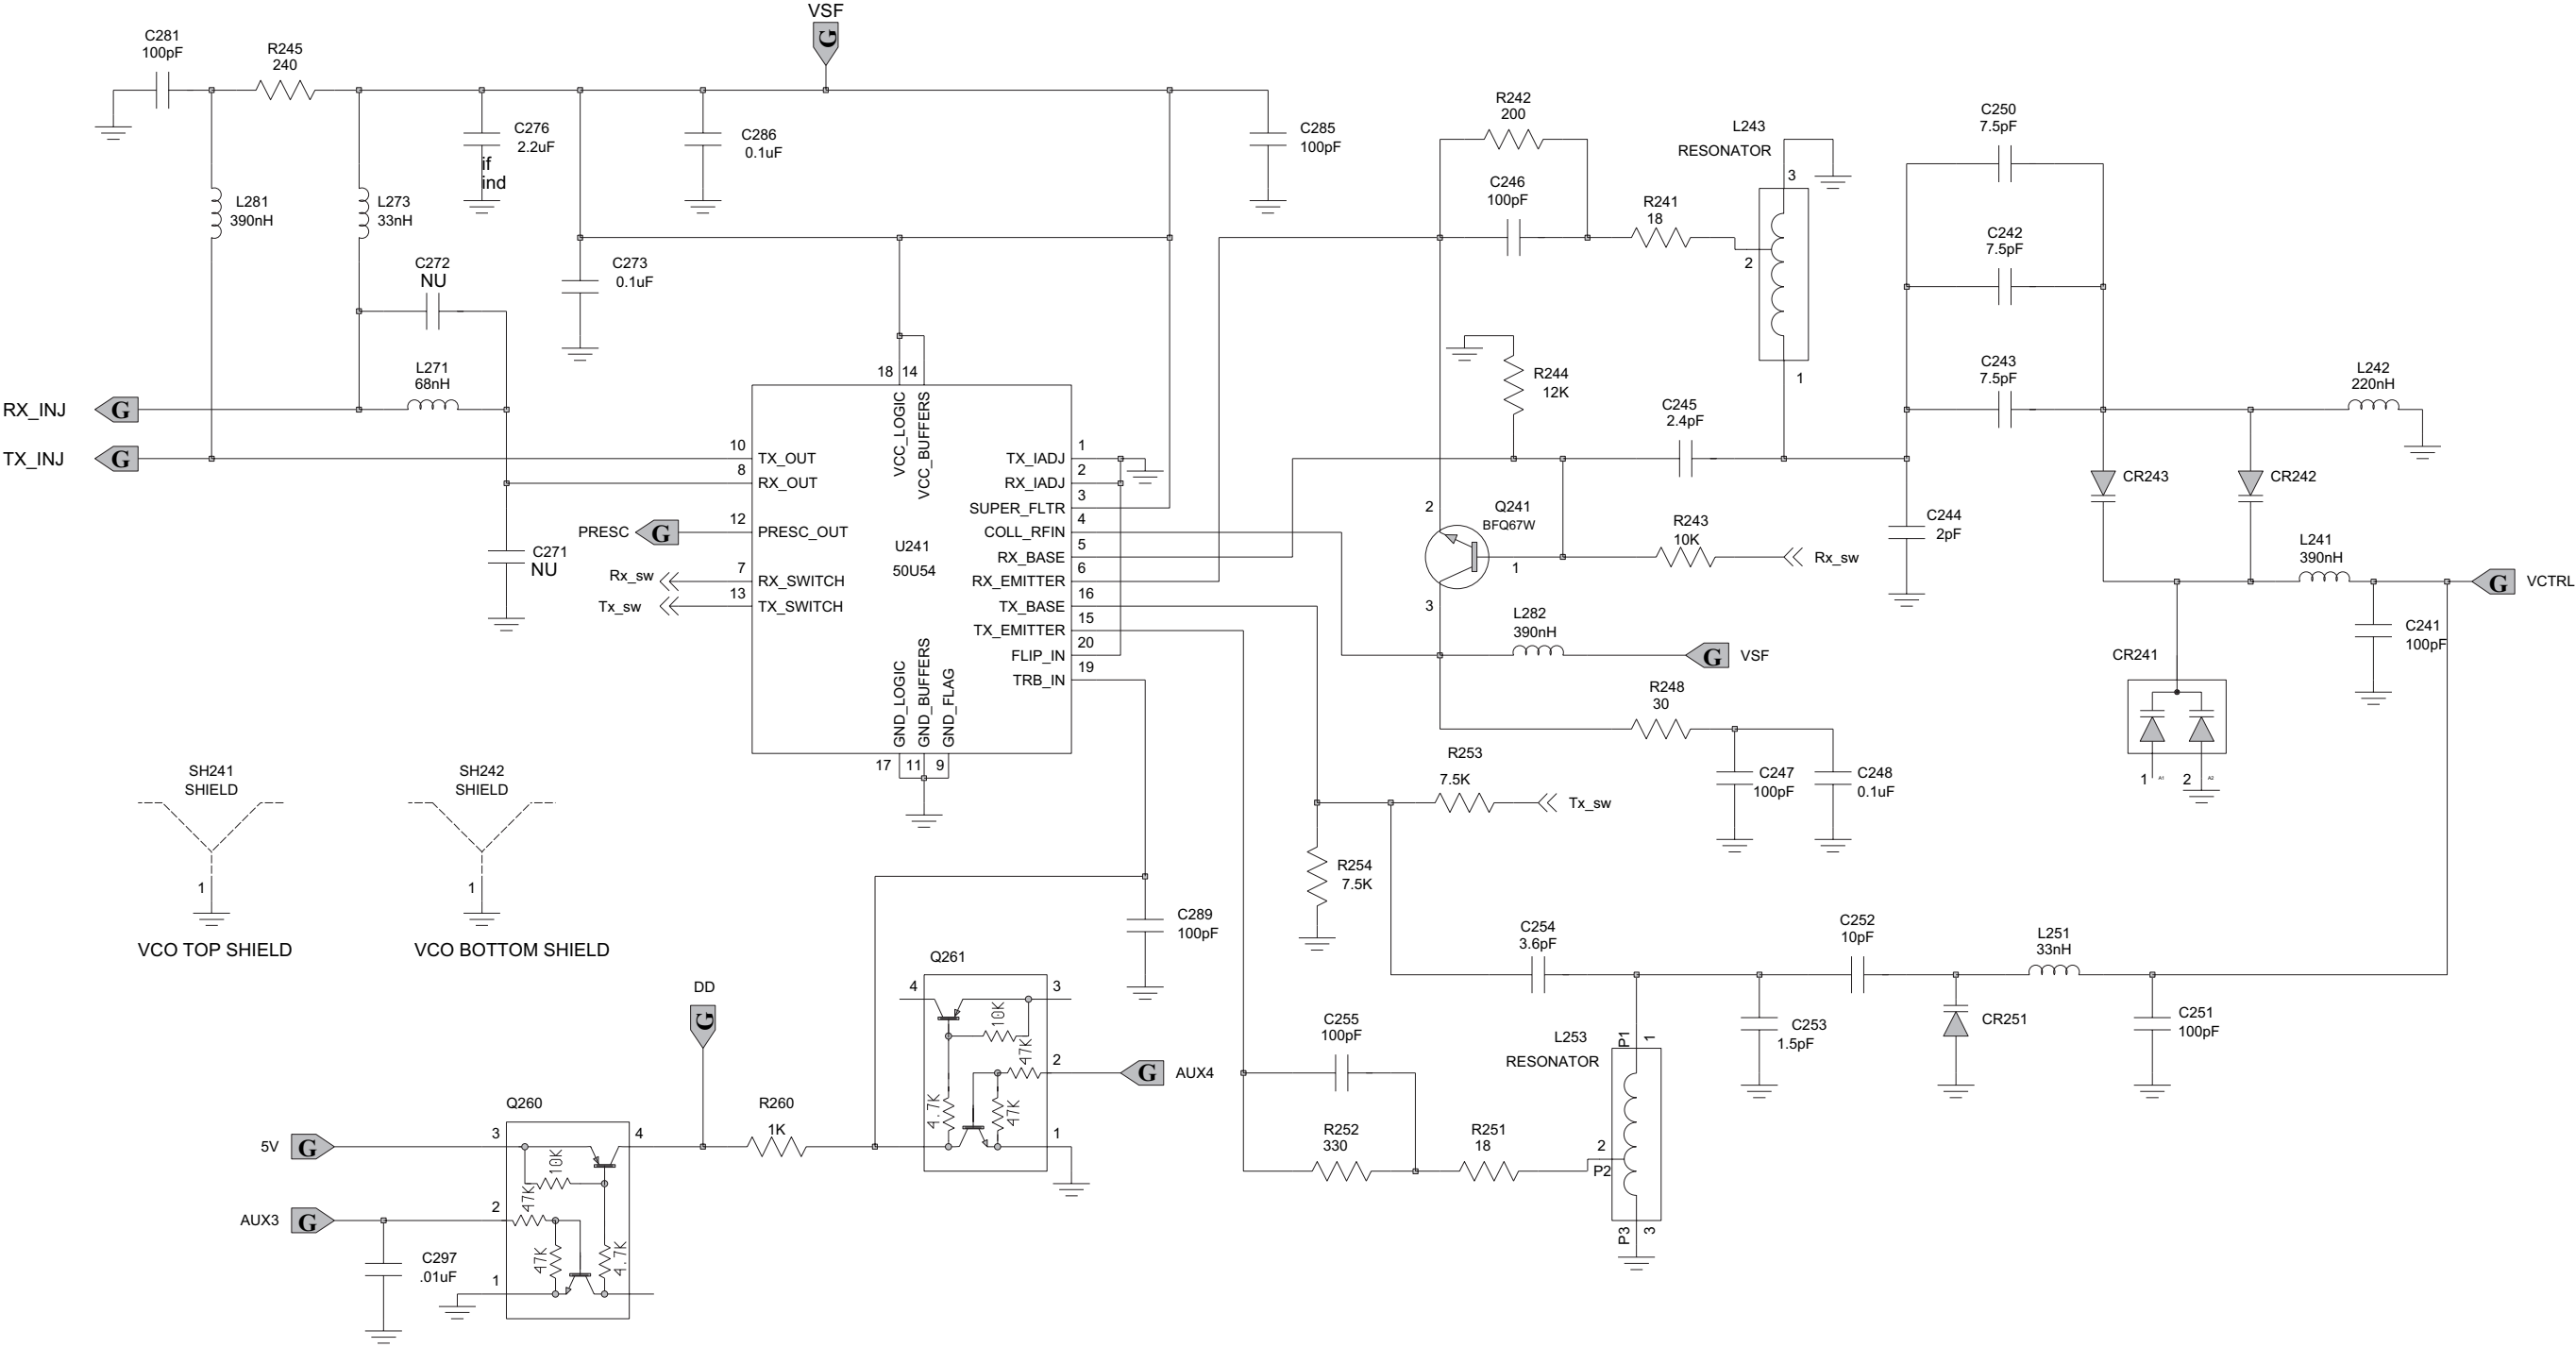 VSF
G
C281
100pF
R245
240
C276
2.2uF
if
ind
C286
0.1uF
C285
100pF
R242
200
L243
RESONATOR
3
2
1
C250
7.5pF
C246
100pF
R241
18
L281
390nH
L273
33nH
C242
7.5pF
C272
NU
C273
0.1uF
L271
68nH
R244
12K
C243
7.5pF
L242
220nH
C245
2.4pF
RX_INJ
G
TX_INJ
G
18
14
VCC_LOGIC
VCC_BUFFERS
10
TX_OUT
8
RX_OUT
12
PRESC_OUT
7
RX_SWITCH
13
TX_SWITCH
PRESC
G
Rx_sw
Tx_sw
U241
50U54
TX_IADJ
1
RX_IADJ
2
SUPER_FLTR
3
COLL_RFIN
4
RX_BASE
5
RX_EMITTER
6
TX_BASE
16
TX_EMITTER
15
FLIP_IN
20
TRB_IN
19
GND_LOGIC
GND_BUFFERS
GND_FLAG
17
11
9
C271
NU
2
Q241
BFQ67W
1
3
R243
10K
Rx_sw
C244
2pF
CR243
CR242
L241
390nH
G
VCTRL
C241
100pF
CR241
1
A1
2
A2
L282
390nH
G
VSF
R248
30
C247
100pF
C248
0.1uF
R253
7.5K
Tx_sw
R254
7.5K
SH241
SHIELD
1
VCO TOP SHIELD
SH242
SHIELD
1
VCO BOTTOM SHIELD
C289
100pF
C254
3.6pF
C252
10pF
L251
33nH
C253
1.5pF
CR251
C251
100pF
C255
100pF
L253
RESONATOR
P1
1
2
P2
P3
3
R252
330
R251
18
Q261
4
3
10K
47K
2
4.7K
47K
1
G
AUX4
DD
G
R260
1K
Q260
5V
G
3
4
10K
47K
AUX3
G
2
47K
4.7K
1
C297
.01uF